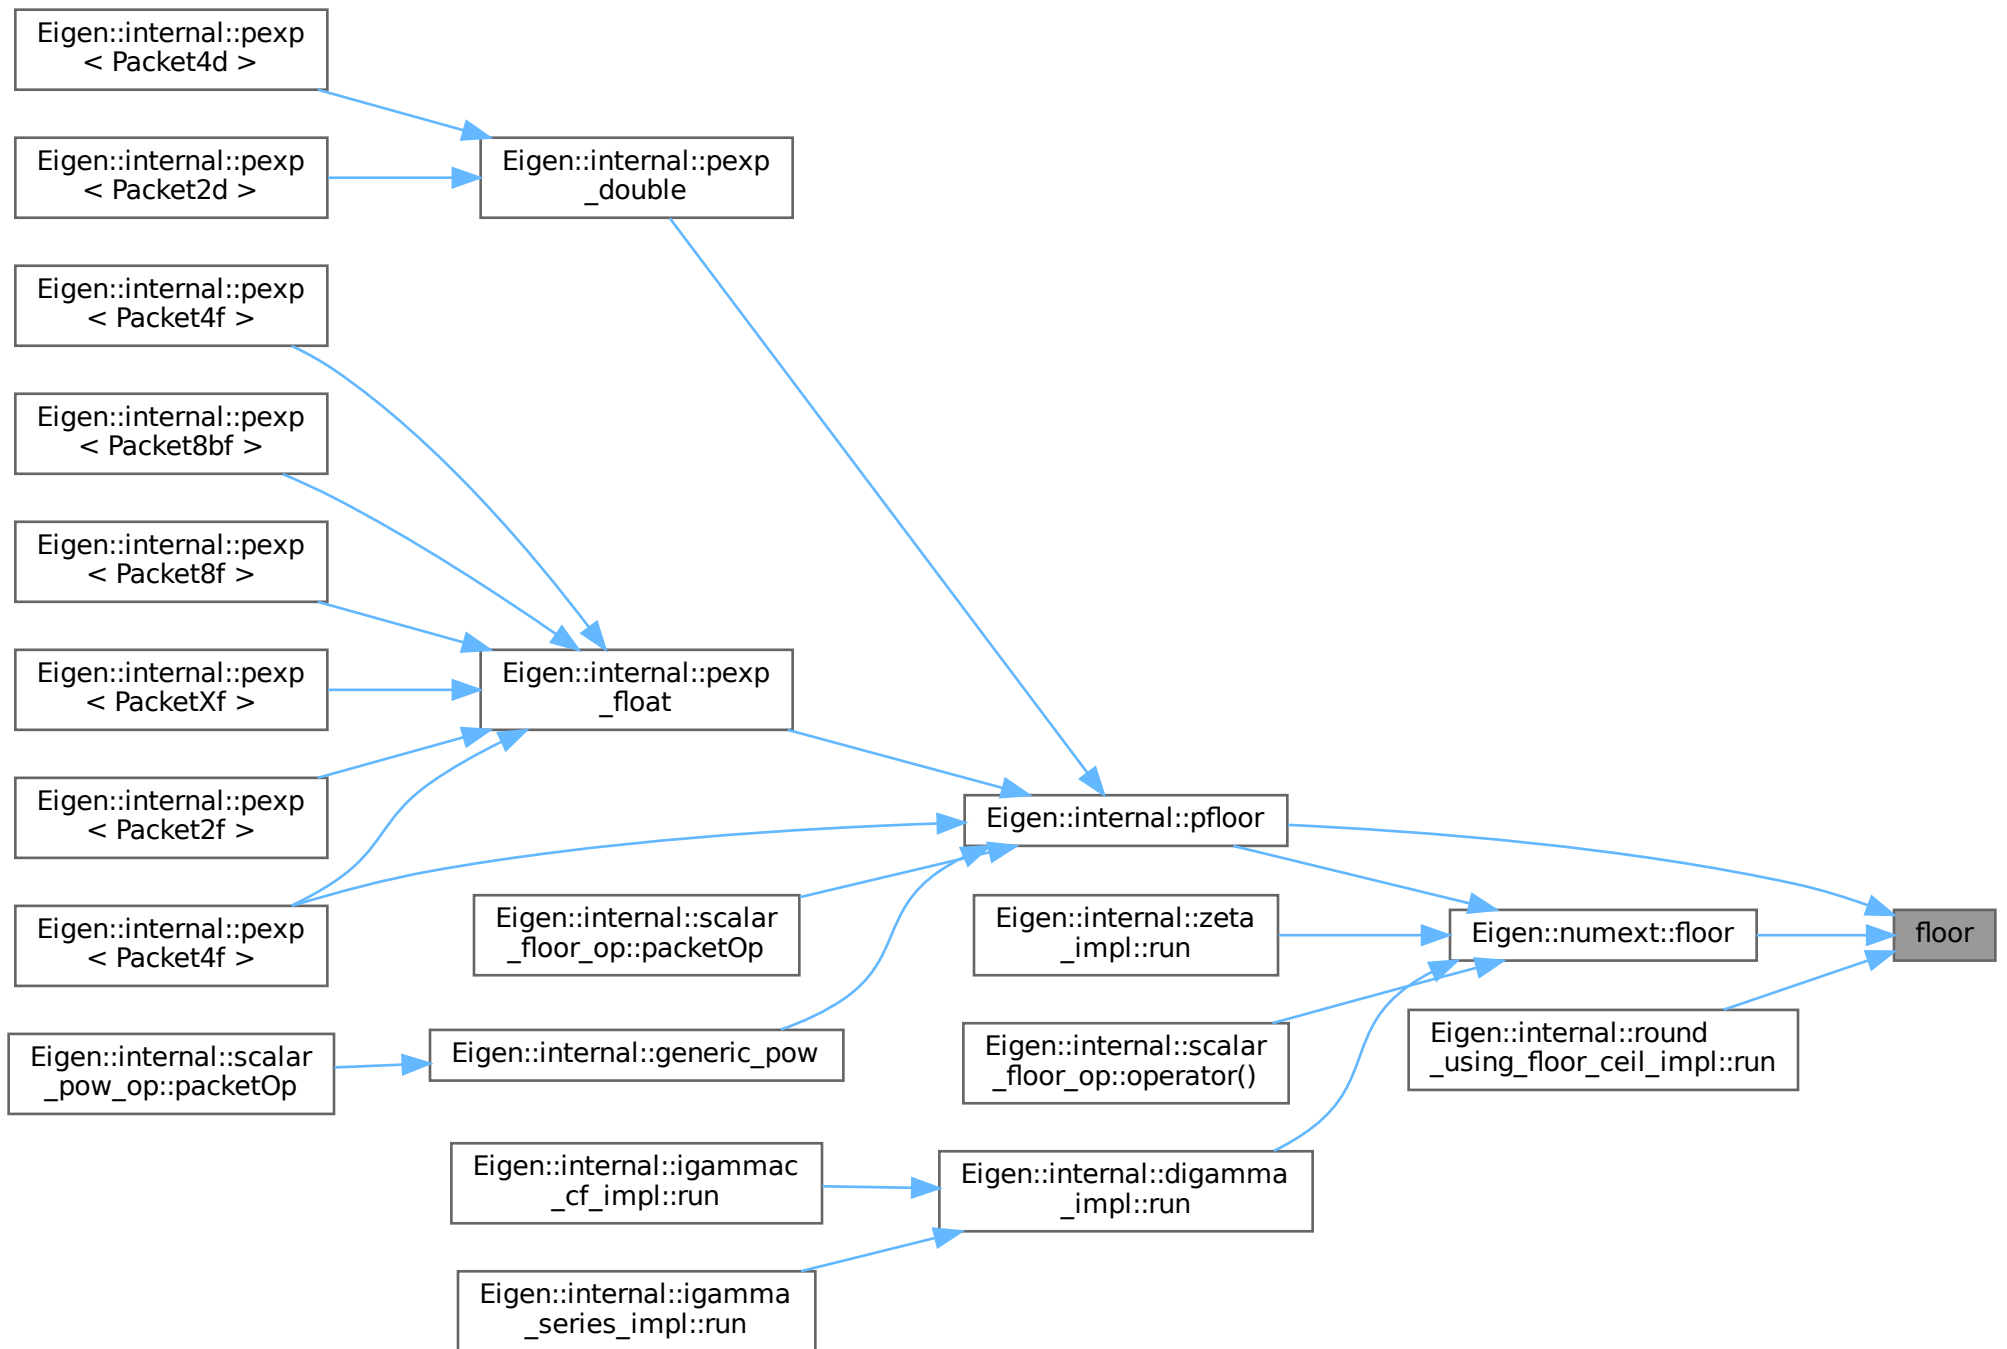 Eigen::internal::pexp
< Packet4d >
Eigen::internal::pexp
< Packet2d >
Eigen::internal::pexp
_double
Eigen::internal::pexp
< Packet4f >
Eigen::internal::pexp
< Packet8bf >
Eigen::internal::pexp
< Packet8f >
Eigen::internal::pexp
< PacketXf >
Eigen::internal::pexp
_float
Eigen::internal::pexp
< Packet2f >
Eigen::internal::pfloor
Eigen::internal::pexp
< Packet4f >
Eigen::internal::scalar
_floor_op::packetOp
Eigen::internal::zeta
_impl::run
Eigen::numext::floor
floor
Eigen::internal::scalar
_pow_op::packetOp
Eigen::internal::generic_pow
Eigen::internal::scalar
_floor_op::operator()
Eigen::internal::round
_using_floor_ceil_impl::run
Eigen::internal::igammac
_cf_impl::run
Eigen::internal::digamma
_impl::run
Eigen::internal::igamma
_series_impl::run